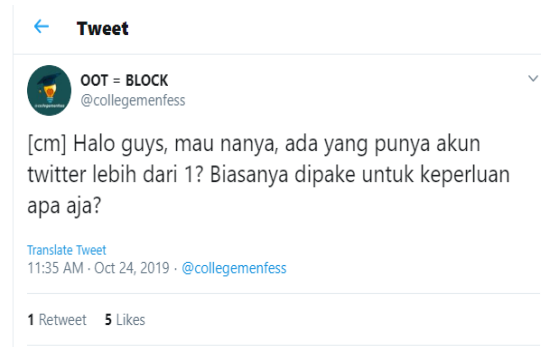 Tweet
OOT = BLOCK
@collegemenfess
[cm] Halo guys, mau nanya, ada yang punya akun
twitter lebih dari 1? Biasanya dipake untuk keperluan
apa aja?
Translate Tweet
11:35 AM · Oct 24, 2019 · @collegemenfess
1 Retweet 5 Likes